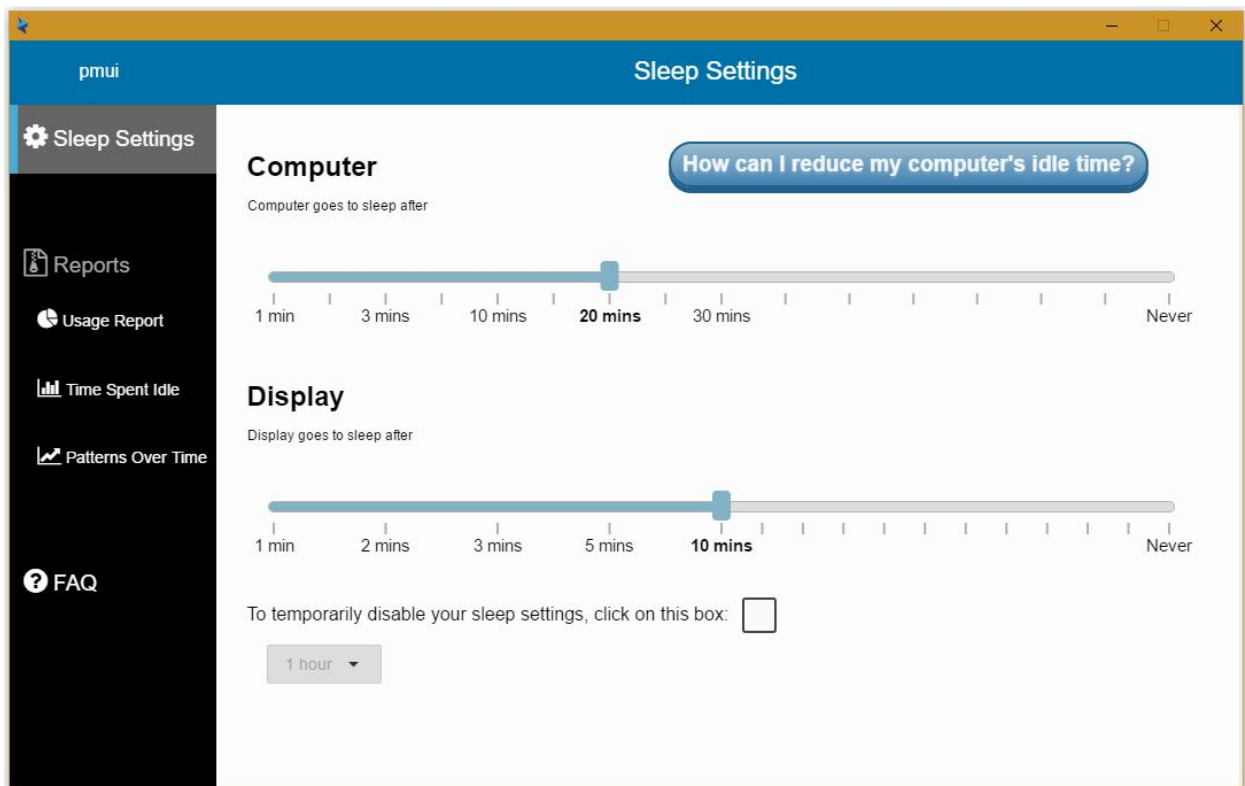 pmui
Sleep Settings
Sleep Settings
Reports
Usage Report
Time Spent Idle
Patterns Over Time
FAQ
Computer
How can I reduce my computer's idle time?
Computer goes to sleep after
1 min 3 mins 10 mins 20 mins 30 mins Never
Display
Display goes to sleep after
1 min 2 mins 3 mins 5 mins 10 mins Never
To temporarily disable your sleep settings, click on this box:
1 hour